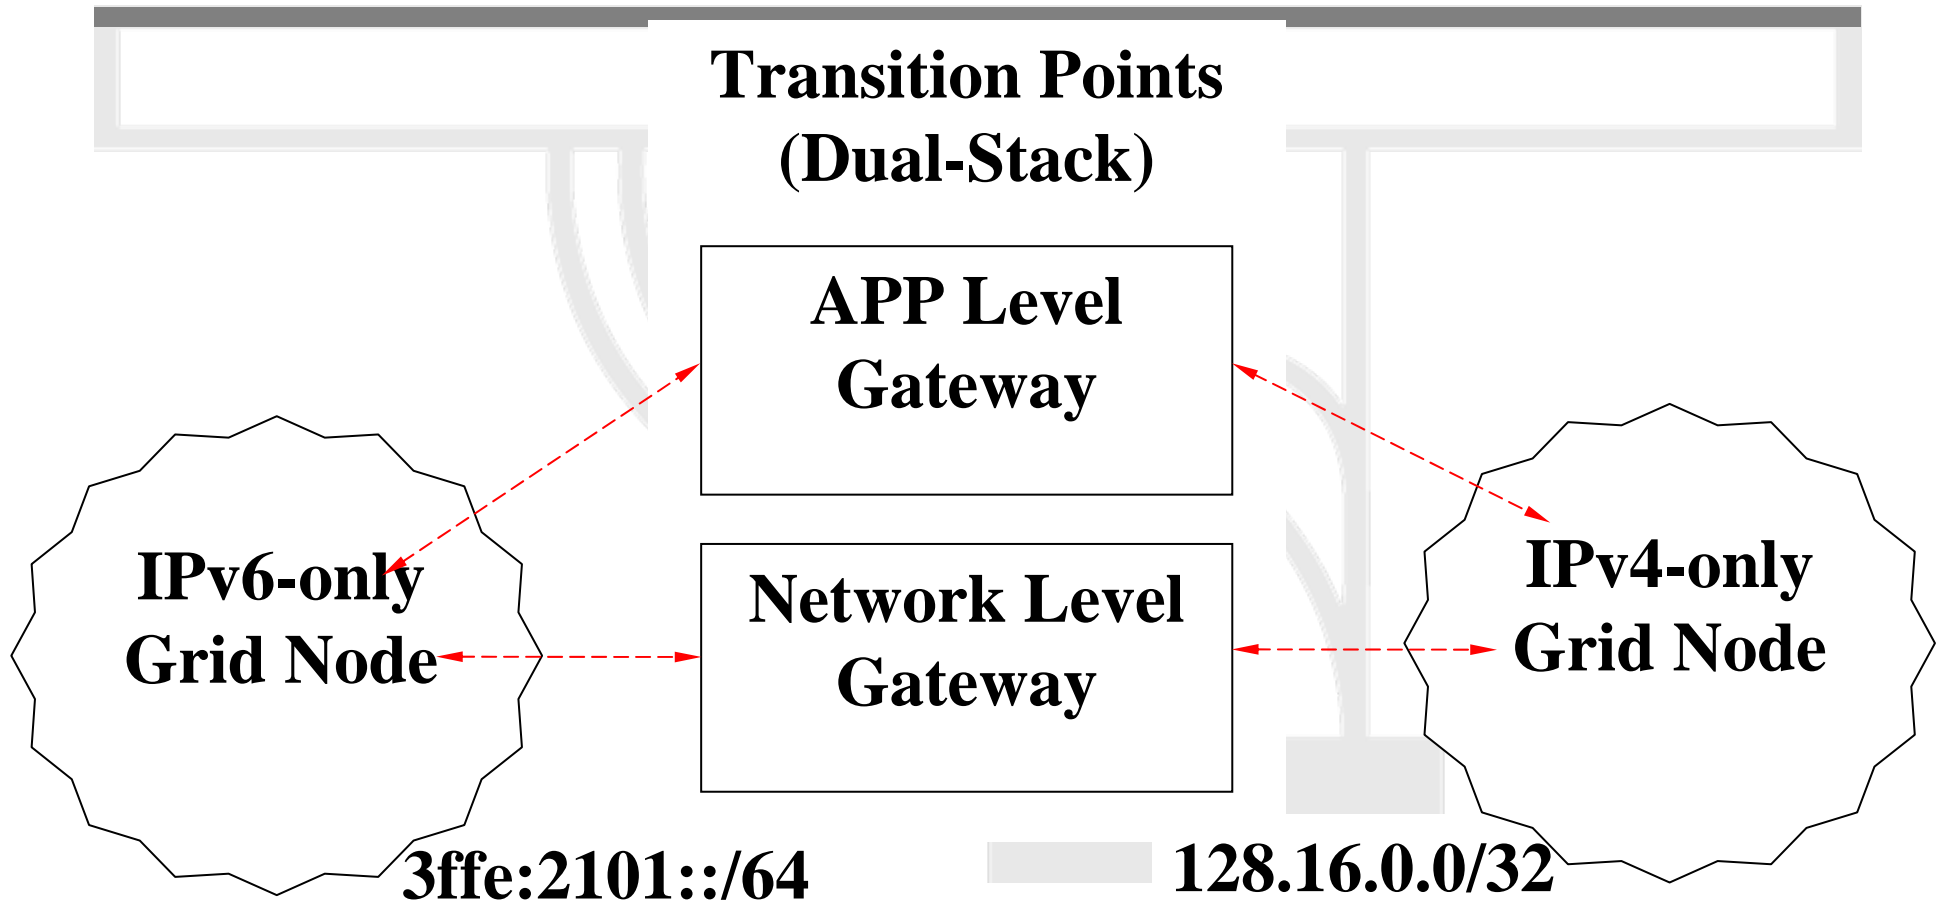 Transition Points
(Dual-Stack)
APP Level
Gateway
IPv6-only
Grid Node
Network Level
Gateway
IPv4-only
Grid Node
3ffe:2101::/64
128.16.0.0/32